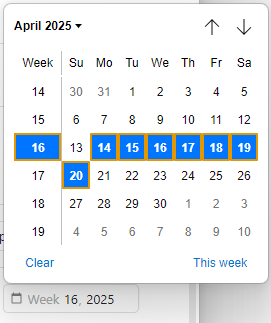 April 2025
Week Su Mo Tu We Th Fr Sa
14 30 31 1 2 3 4 5
15 6 7 8 9 10 11 12
16 13 14 15 16 17 18 19
17 20 21 22 23 24 25 26
18 27 28 29 30 1 2 3
19 4 5 6 7 8 9 10
Clear This week
Week 16, 2025